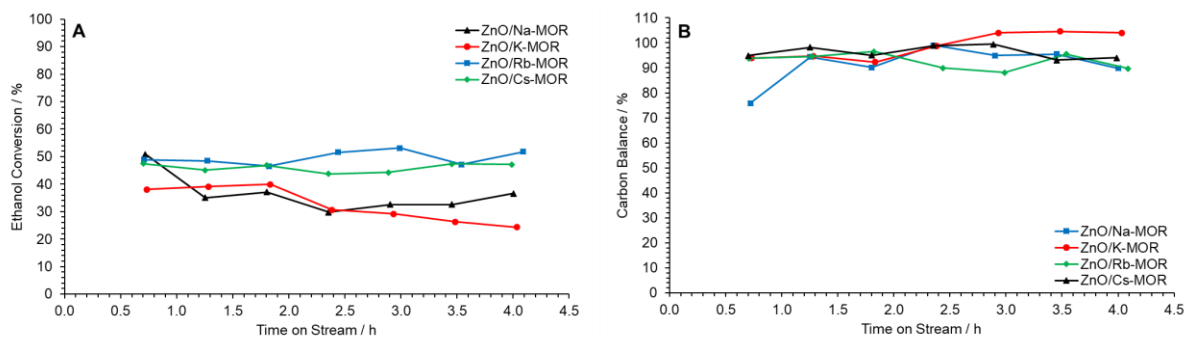 A
ZnO/Na-MOR
ZnO/K-MOR
ZnO/Rb-MOR
ZnO/Cs-MOR
Ethanol Conversion / %
100
90
80
70
60
50
40
30
20
10
0
0.0 0.5 1.0 1.5 2.0 2.5 3.0 3.5 4.0 4.5
Time on Stream / h
B
Carbon Balance / %
110
100
90
80
70
60
50
40
30
20
10
0
ZnO/Na-MOR
ZnO/K-MOR
ZnO/Rb-MOR
ZnO/Cs-MOR
0.0 0.5 1.0 1.5 2.0 2.5 3.0 3.5 4.0 4.5
Time on Stream / h